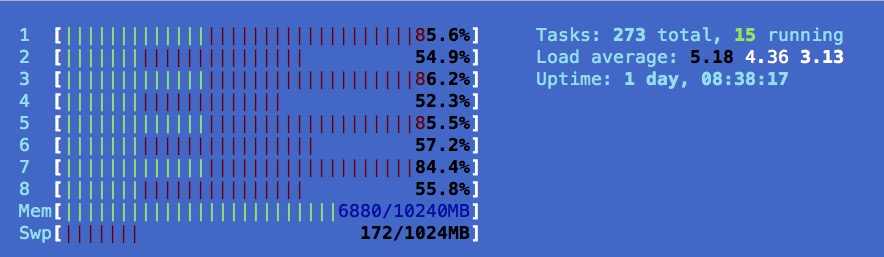 1 [||||||||||||||||||||||||||||||||85.6%] Tasks: 273 total, 15 running
2 [|||||||||||||||||||||| 54.9%] Load average: 5.18 4.36 3.13
3 [||||||||||||||||||||||||||||||||86.2%] Uptime: 1 day, 08:38:17
4 [|||||||||||||||||||| 52.3%]
5 [||||||||||||||||||||||||||||||||85.5%]
6 [||||||||||||||||||||||| 57.2%]
7 [||||||||||||||||||||||||||||||||84.4%]
8 [|||||||||||||||||||||| 55.8%]
Mem[|||||||||||||||||||||||||6880/10240MB]
Swp[||||||| 172/1024MB]